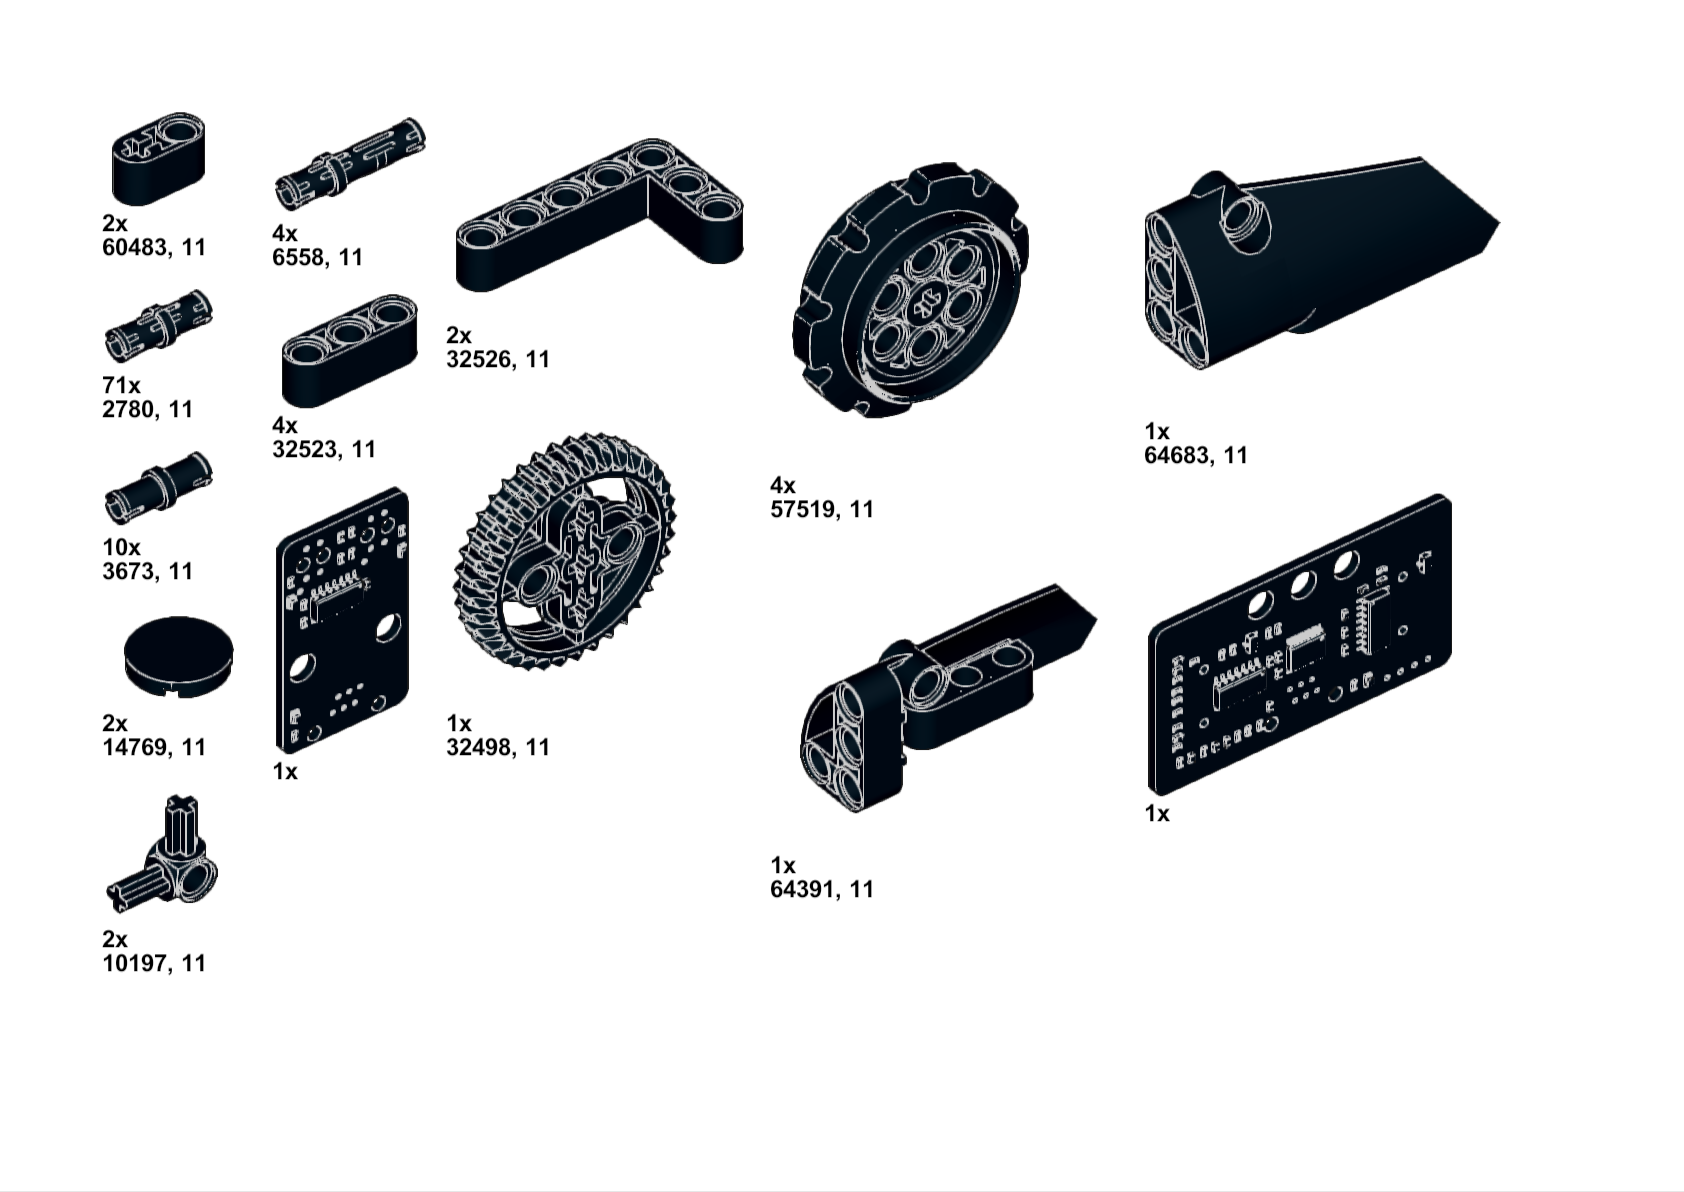 2x
60483, 11
71x
2780, 11
10x
3673, 11
2x
14769, 11
2x
10197, 11
4x
6558, 11
4x
32523, 11
1x
2x
32526, 11
1x
32498, 11
4x
57519, 11
1x
64391, 11
1x
64683, 11
1x